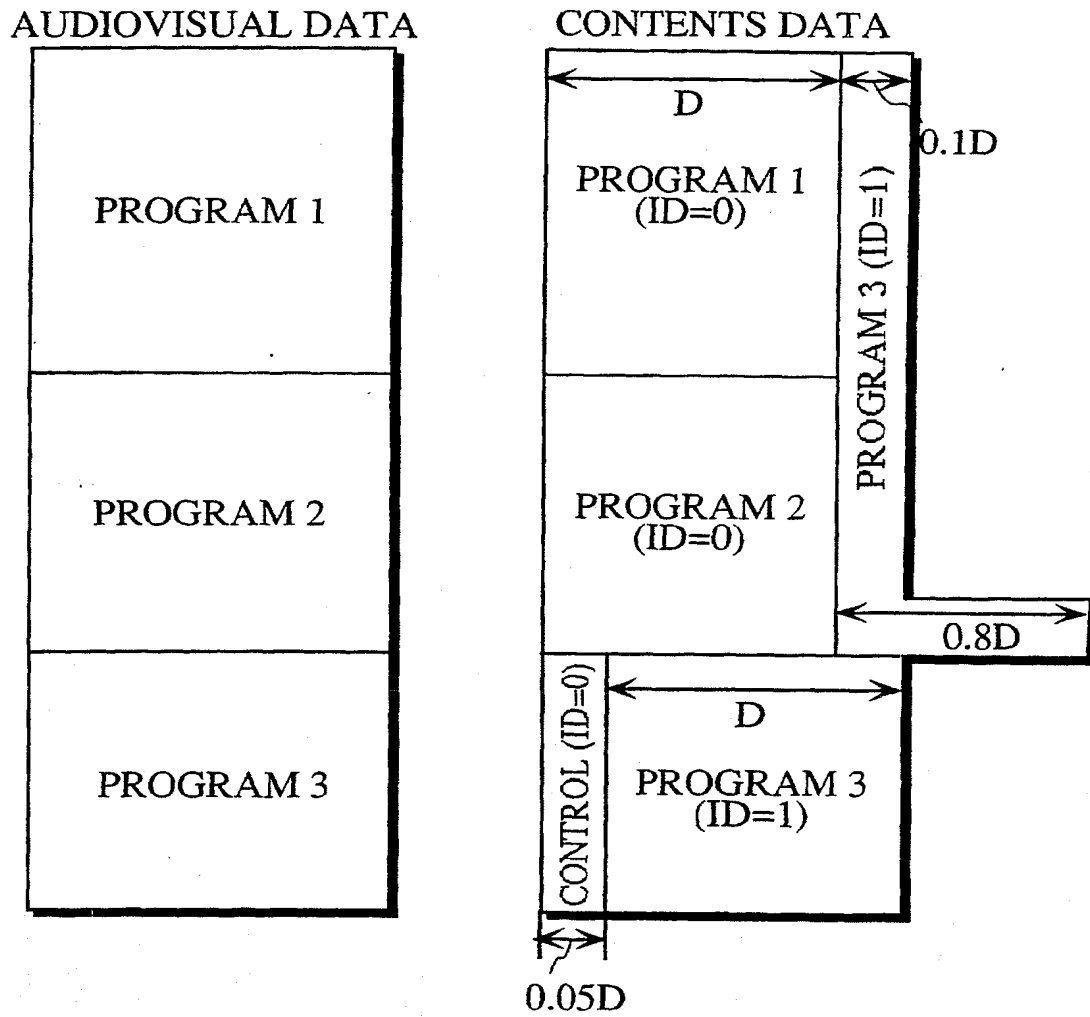 AUDIOVISUAL DATA
PROGRAM 1
PROGRAM 2
PROGRAM 3
CONTENTS DATA
D
0.1D
PROGRAM 1
(ID=0)
PROGRAM 3 (ID=1)
PROGRAM 2
(ID=0)
0.8D
CONTROL (ID=0)
D
PROGRAM 3
(ID=1)
0.05D